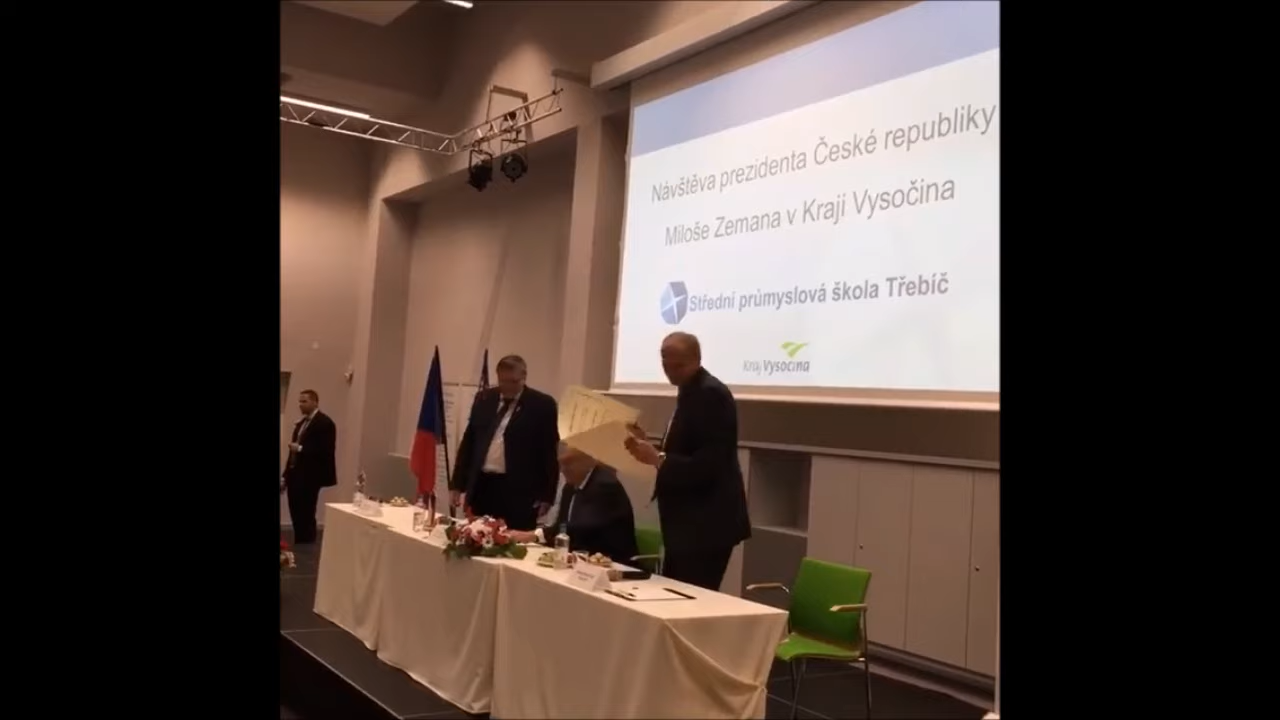 Návštěva prezidenta České republiky
Miloše Zemana v Kraji Vysočina
Střední průmyslová škola Třebíč
Kraj Vysočina